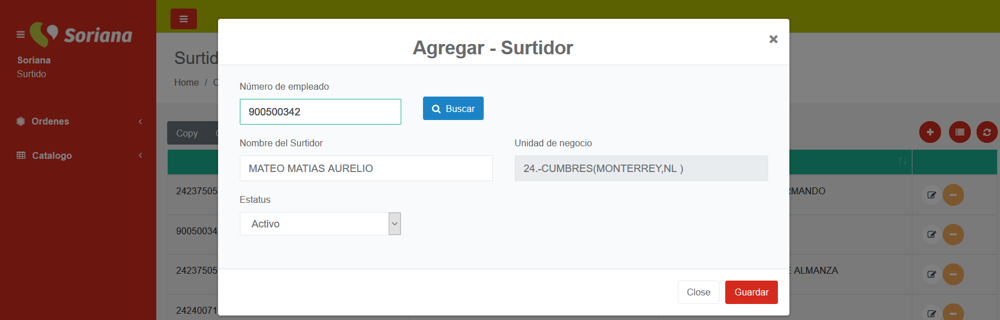 Soriana
Soriana
Surtido
Ordenes
Catalogo
Home /
Copy
24237505
RMANDO
90050034
24237505
ALMANZA
24240071
Agregar - Surtidor
Número de empleado
900500342
Buscar
Nombre del Surtidor
Unidad de negocio
MATEO MATIAS AURELIO
24.-CUMBRES(MONTERREY,NL )
Estatus
Activo
Close
Guardar